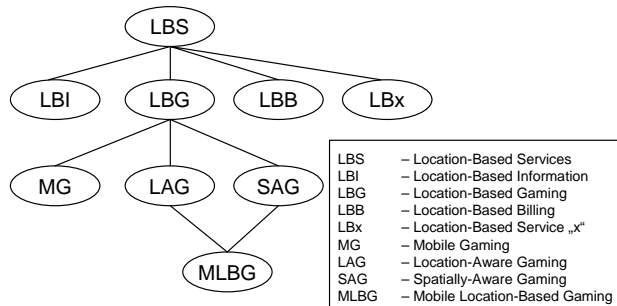 LBS
LBI LBG LBB LBx
MG LAG SAG
MLBG
LBS – Location-Based Services
LBI – Location-Based Information
LBG – Location-Based Gaming
LBB – Location-Based Billing
LBx – Location-Based Service „x“
MG – Mobile Gaming
LAG – Location-Aware Gaming
SAG – Spatially-Aware Gaming
MLBG – Mobile Location-Based Gaming